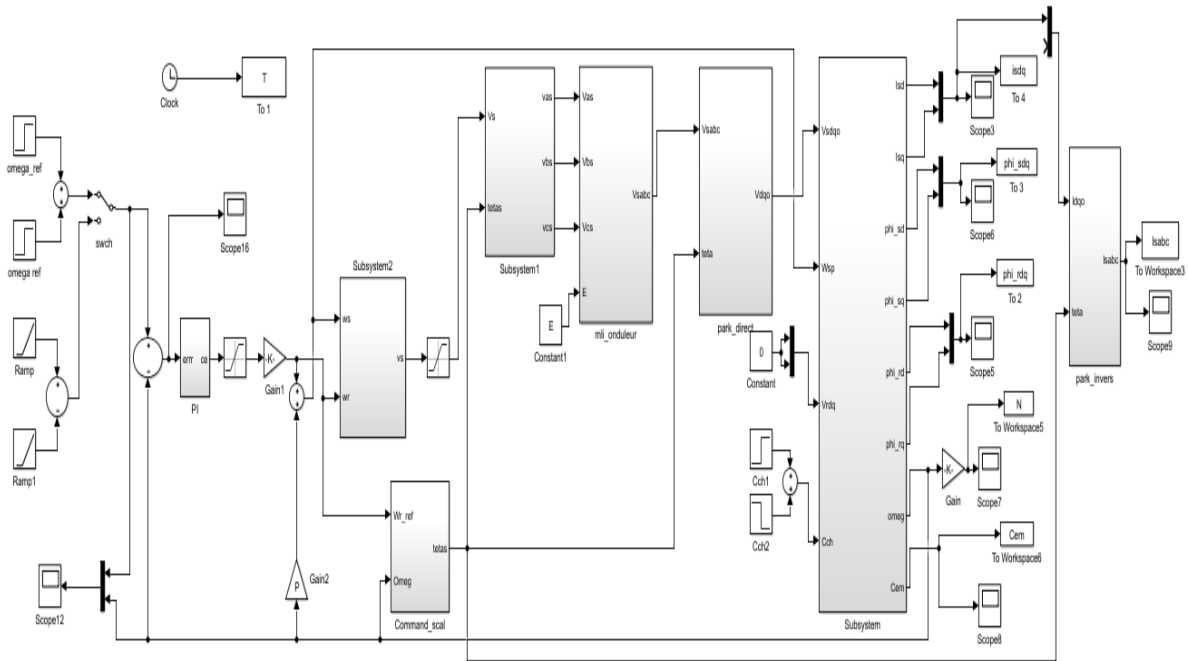 T
Clock
To 1
omega_ref
omega ref
swch
Scope16
Ramp
Ramp1
err
ce
PI
-K-
Gain1
Subsystem2
ws
wr
vs
Vs
tetas
vas
vbs
vcs
Subsystem1
Vas
Vbs
Vcs
E
Vsabc
mli_onduleur
E
Constant1
Vsabc
teta
Vdqo
park_direct
0
Constant
Cch1
Cch2
Vsdqo
Wsp
Vrdq
Cch
Isd
Isq
phi_sd
phi_sq
phi_rd
phi_rq
omeg
Cem
Subsystem
isdq
To 4
Scope3
phi_sdq
To 3
Scope6
phi_rdq
To 2
Scope5
N
To Workspace5
-K-
Gain
Scope7
Cem
To Workspace6
Scope8
Idqo
teta
Isabc
park_invers
Isabc
To Workspace3
Scope9
Wr_ref
Omeg
tetas
Command_scal
P
Gain2
Scope12